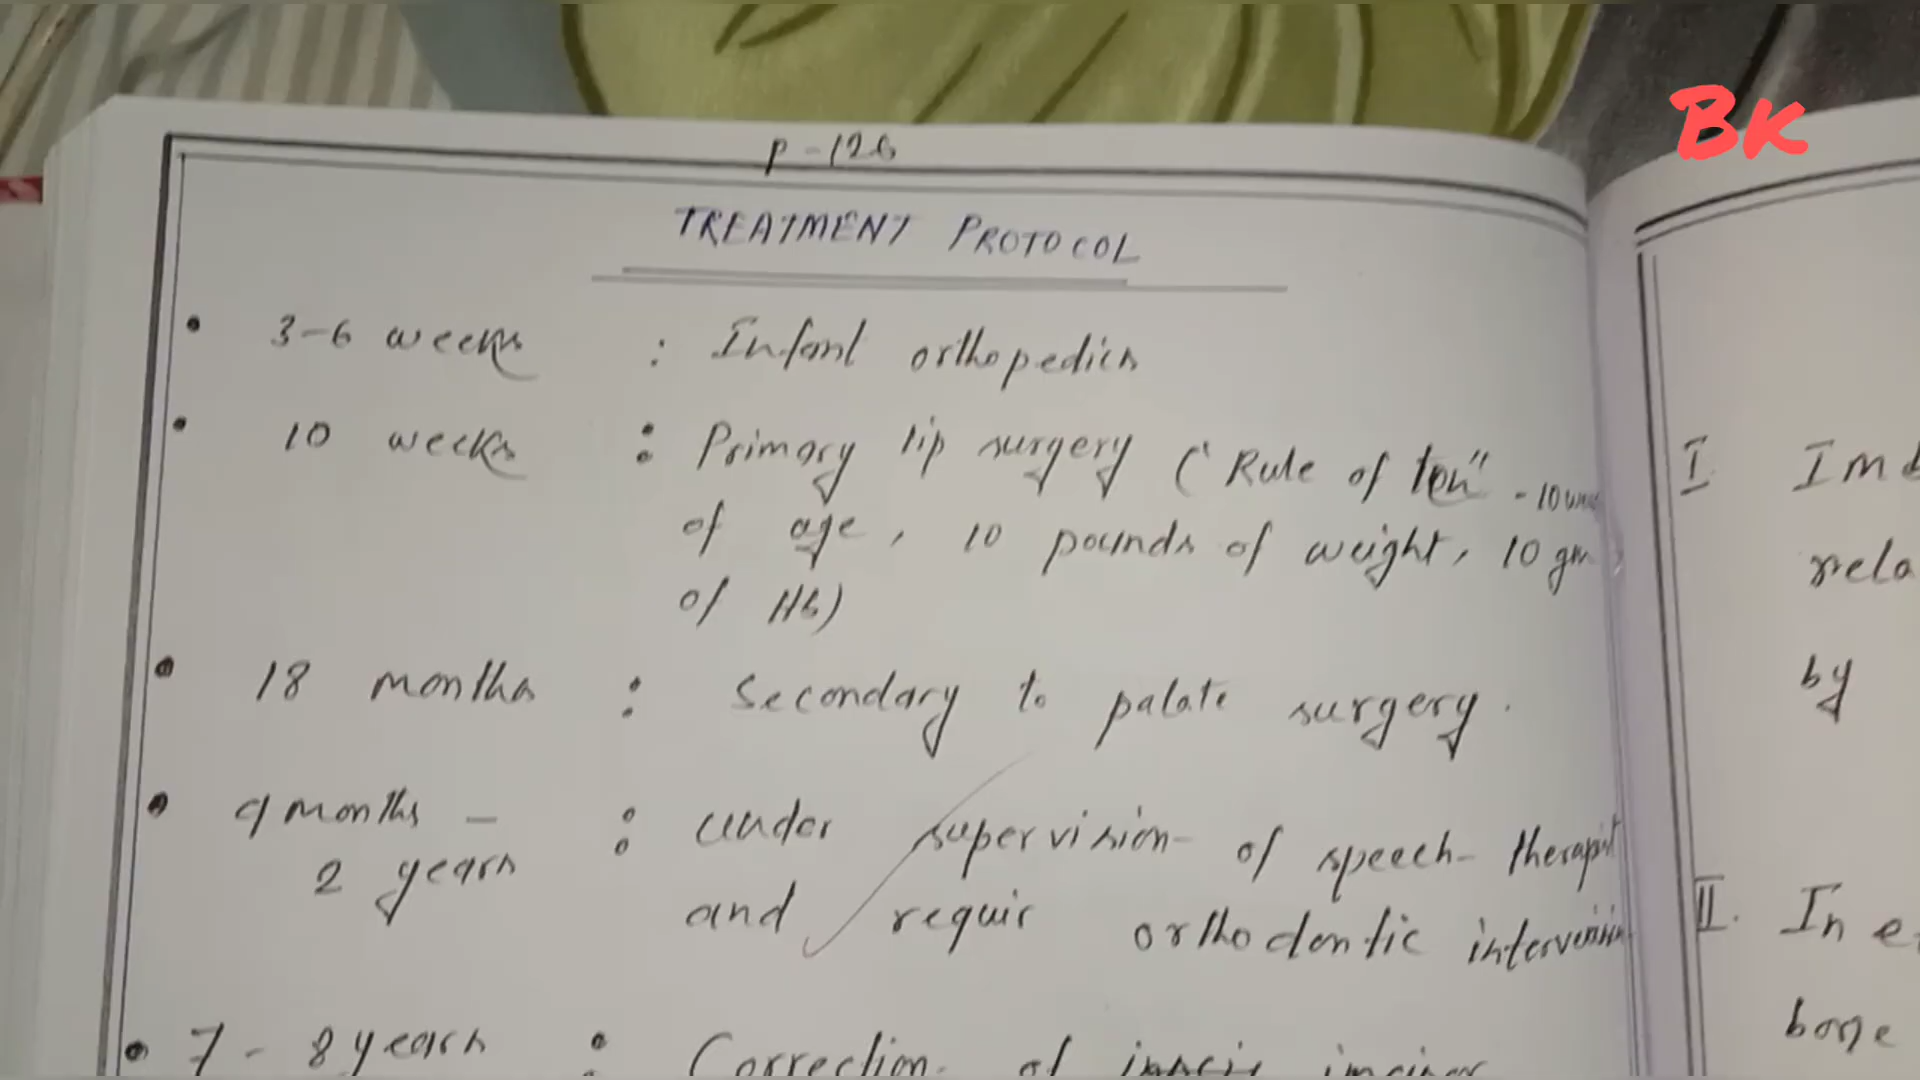 BK
P-126
TREATMENT PROTOCOL
• 3-6 weeks : Infant orthopedics
• 10 weeks : Primary lip surgery ("Rule of ten" - 10
of age, 10 pounds of weight, 10 gm
of Hb)
• 18 months : Secondary to palate surgery.
• 9 months -
2 years : under supervision of speech-therapist
and requir orthodontic
• 7 - 8 years : Correction of
I
rela
by
II. In
bone